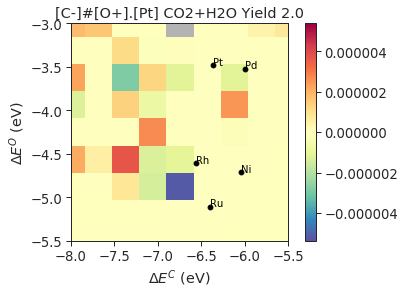 [C-]#[O+].[Pt] CO2+H2O Yield 2.0
−3.0
−3.5
−4.0
−4.5
−5.0
−5.5
ΔE^O (eV)
Pt
Pd
Rh
Ni
Ru
−8.0 −7.5 −7.0 −6.5 −6.0 −5.5
ΔE^C (eV)
0.000004
0.000002
0.000000
−0.000002
−0.000004